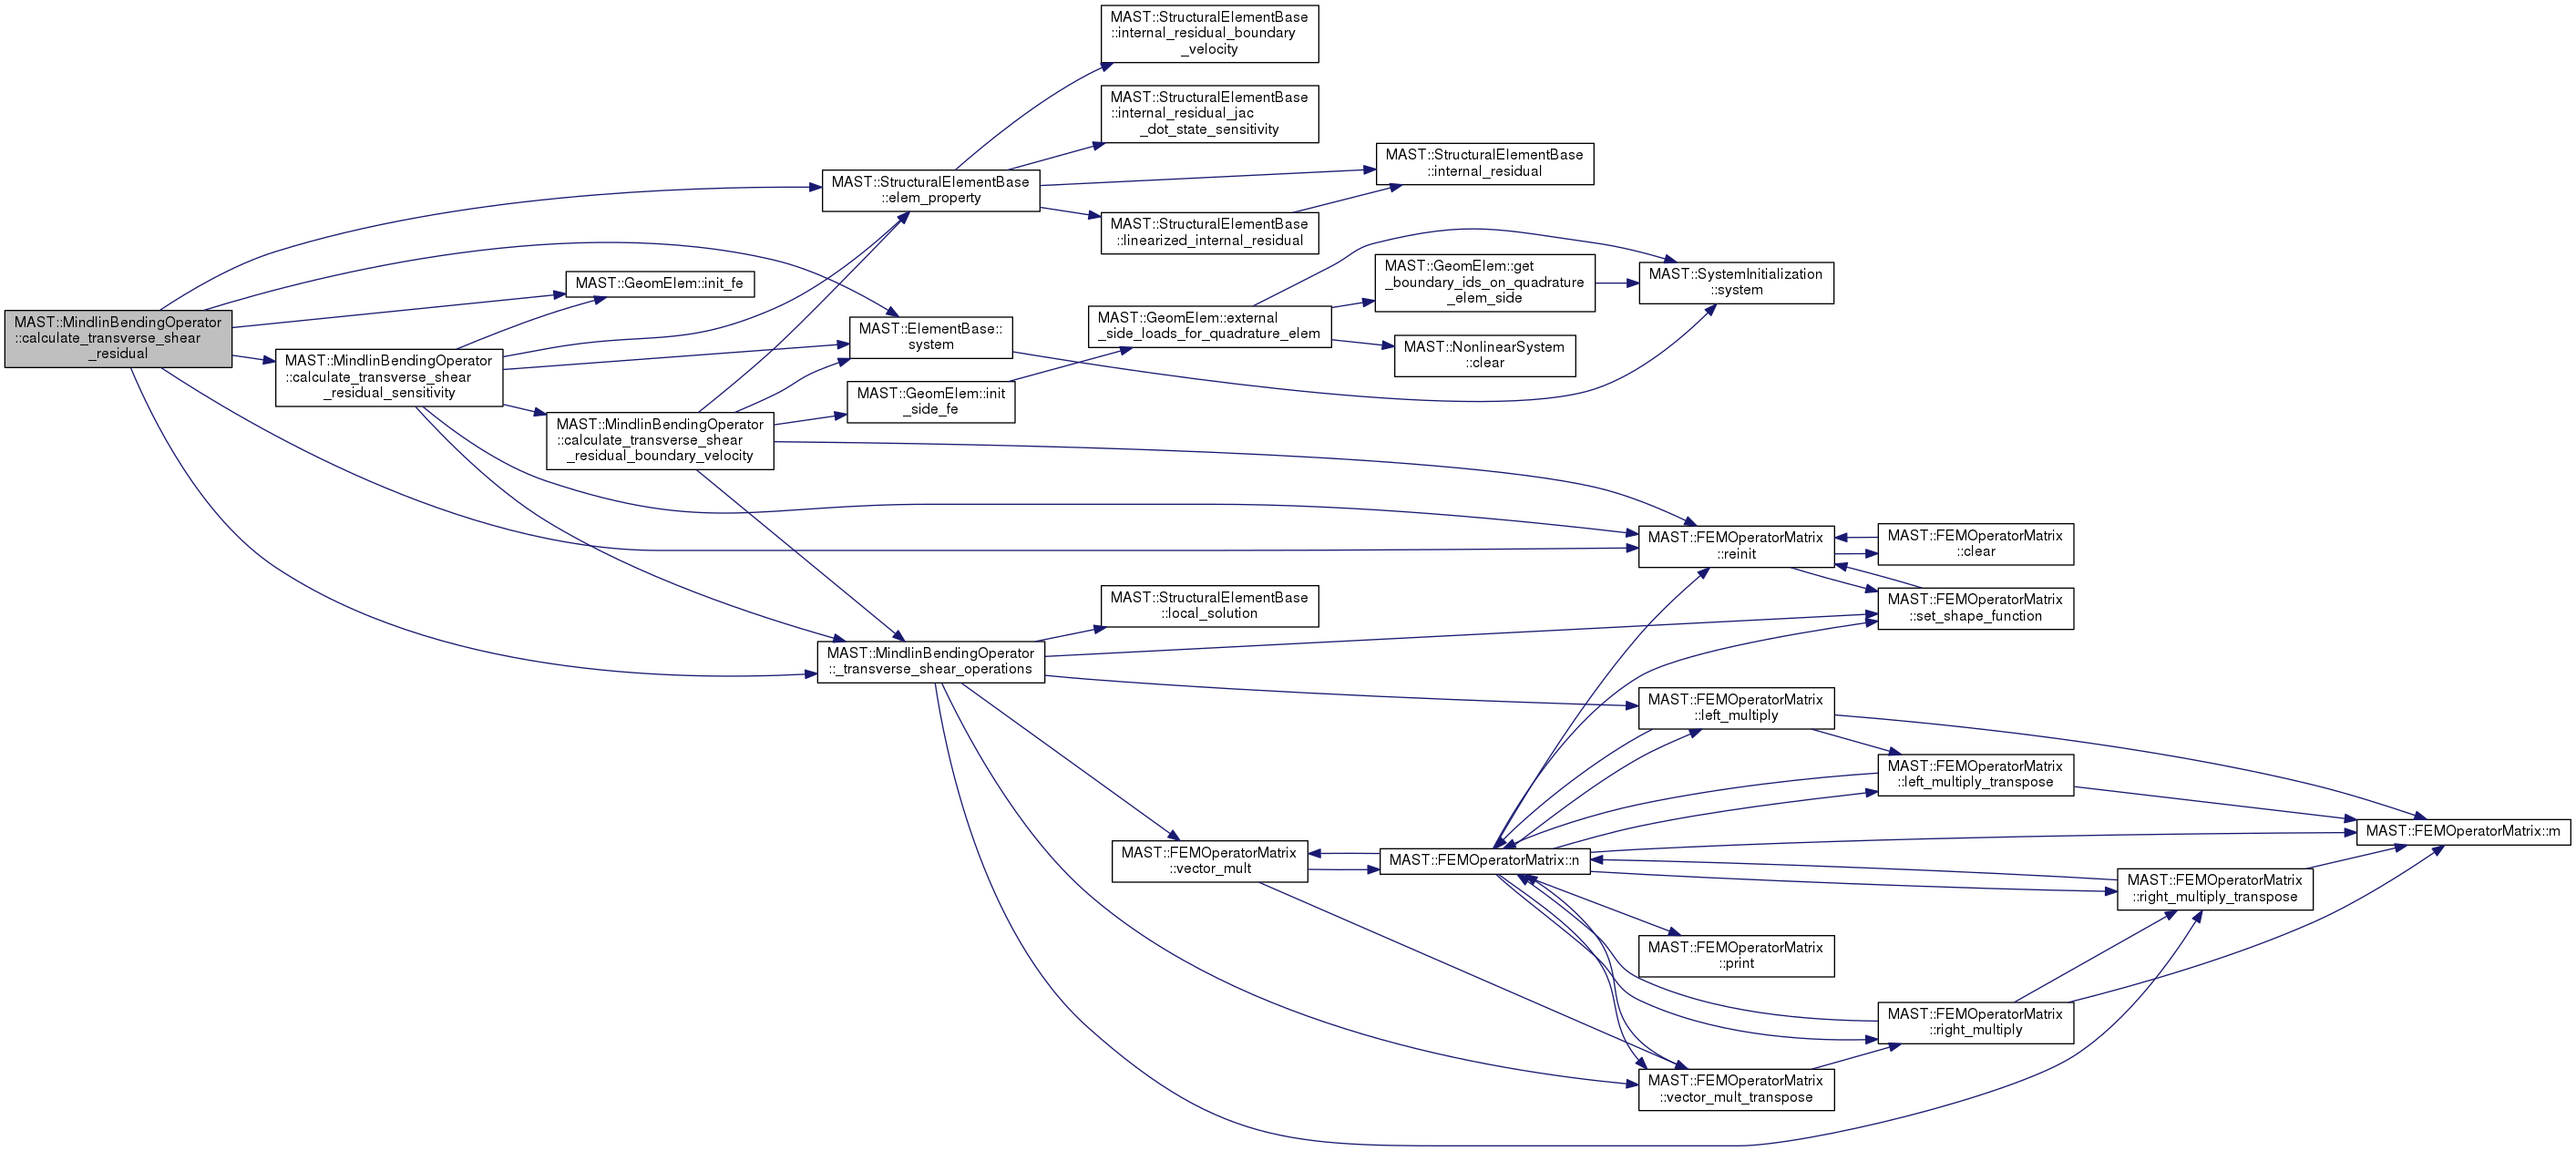 MAST::MindlinBendingOperator
::calculate_transverse_shear
_residual
MAST::MindlinBendingOperator
::calculate_transverse_shear
_residual_sensitivity
MAST::GeomElem::init_fe
MAST::MindlinBendingOperator
::calculate_transverse_shear
_residual_boundary_velocity
MAST::StructuralElementBase
::elem_property
MAST::ElementBase::
system
MAST::GeomElem::init
_side_fe
MAST::MindlinBendingOperator
::_transverse_shear_operations
MAST::StructuralElementBase
::internal_residual_boundary
_velocity
MAST::StructuralElementBase
::internal_residual_jac
_dot_state_sensitivity
MAST::StructuralElementBase
::linearized_internal_residual
MAST::GeomElem::external
_side_loads_for_quadrature_elem
MAST::StructuralElementBase
::local_solution
MAST::FEMOperatorMatrix
::vector_mult
MAST::StructuralElementBase
::internal_residual
MAST::GeomElem::get
_boundary_ids_on_quadrature
_elem_side
MAST::NonlinearSystem
::clear
MAST::FEMOperatorMatrix::n
MAST::SystemInitialization
::system
MAST::FEMOperatorMatrix
::reinit
MAST::FEMOperatorMatrix
::left_multiply
MAST::FEMOperatorMatrix
::print
MAST::FEMOperatorMatrix
::vector_mult_transpose
MAST::FEMOperatorMatrix
::clear
MAST::FEMOperatorMatrix
::set_shape_function
MAST::FEMOperatorMatrix
::left_multiply_transpose
MAST::FEMOperatorMatrix
::right_multiply
MAST::FEMOperatorMatrix
::right_multiply_transpose
MAST::FEMOperatorMatrix::m